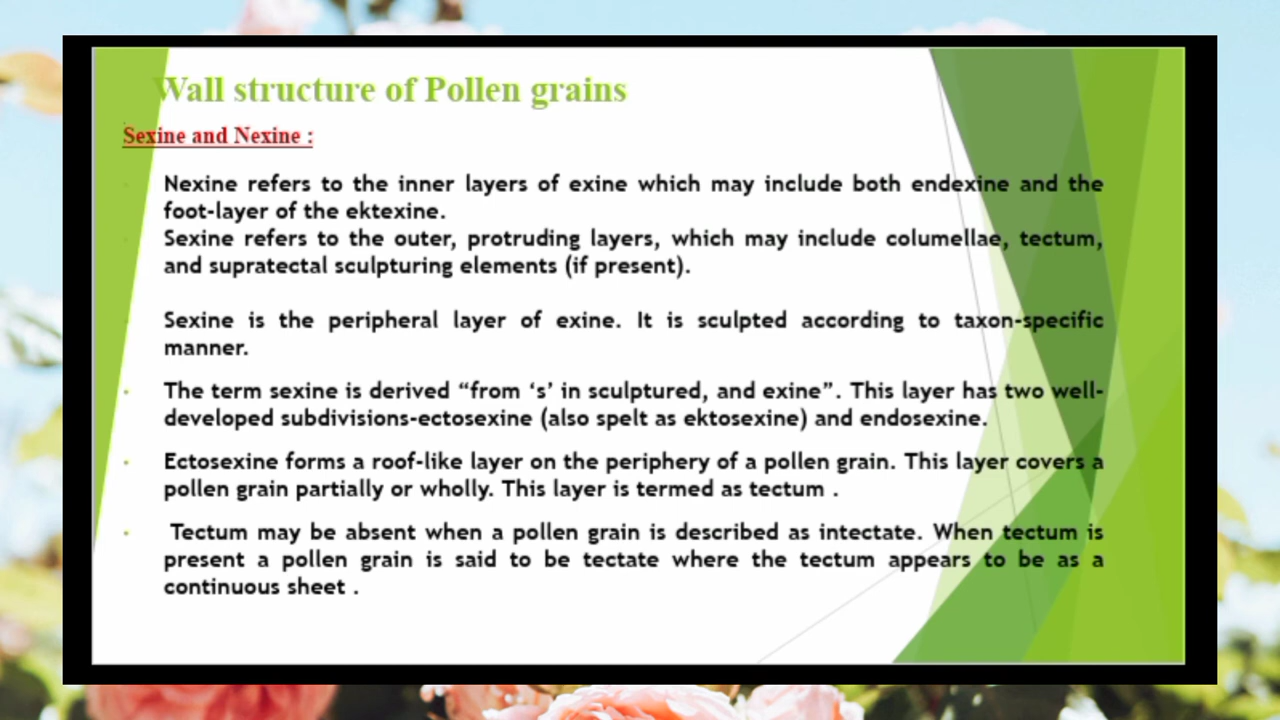 Wall structure of Pollen grains
Sexine and Nexine :
Nexine refers to the inner layers of exine which may include both endexine and the
foot-layer of the ektexine.
Sexine refers to the outer, protruding layers, which may include columellae, tectum,
and supratectal sculpturing elements (if present).
Sexine is the peripheral layer of exine. It is sculpted according to taxon-specific
manner.
The term sexine is derived “from ‘s’ in sculptured, and exine”. This layer has two well-
developed subdivisions-ectosexine (also spelt as ektosexine) and endosexine.
Ectosexine forms a roof-like layer on the periphery of a pollen grain. This layer covers a
pollen grain partially or wholly. This layer is termed as tectum .
Tectum may be absent when a pollen grain is described as intectate. When tectum is
present a pollen grain is said to be tectate where the tectum appears to be as a
continuous sheet .